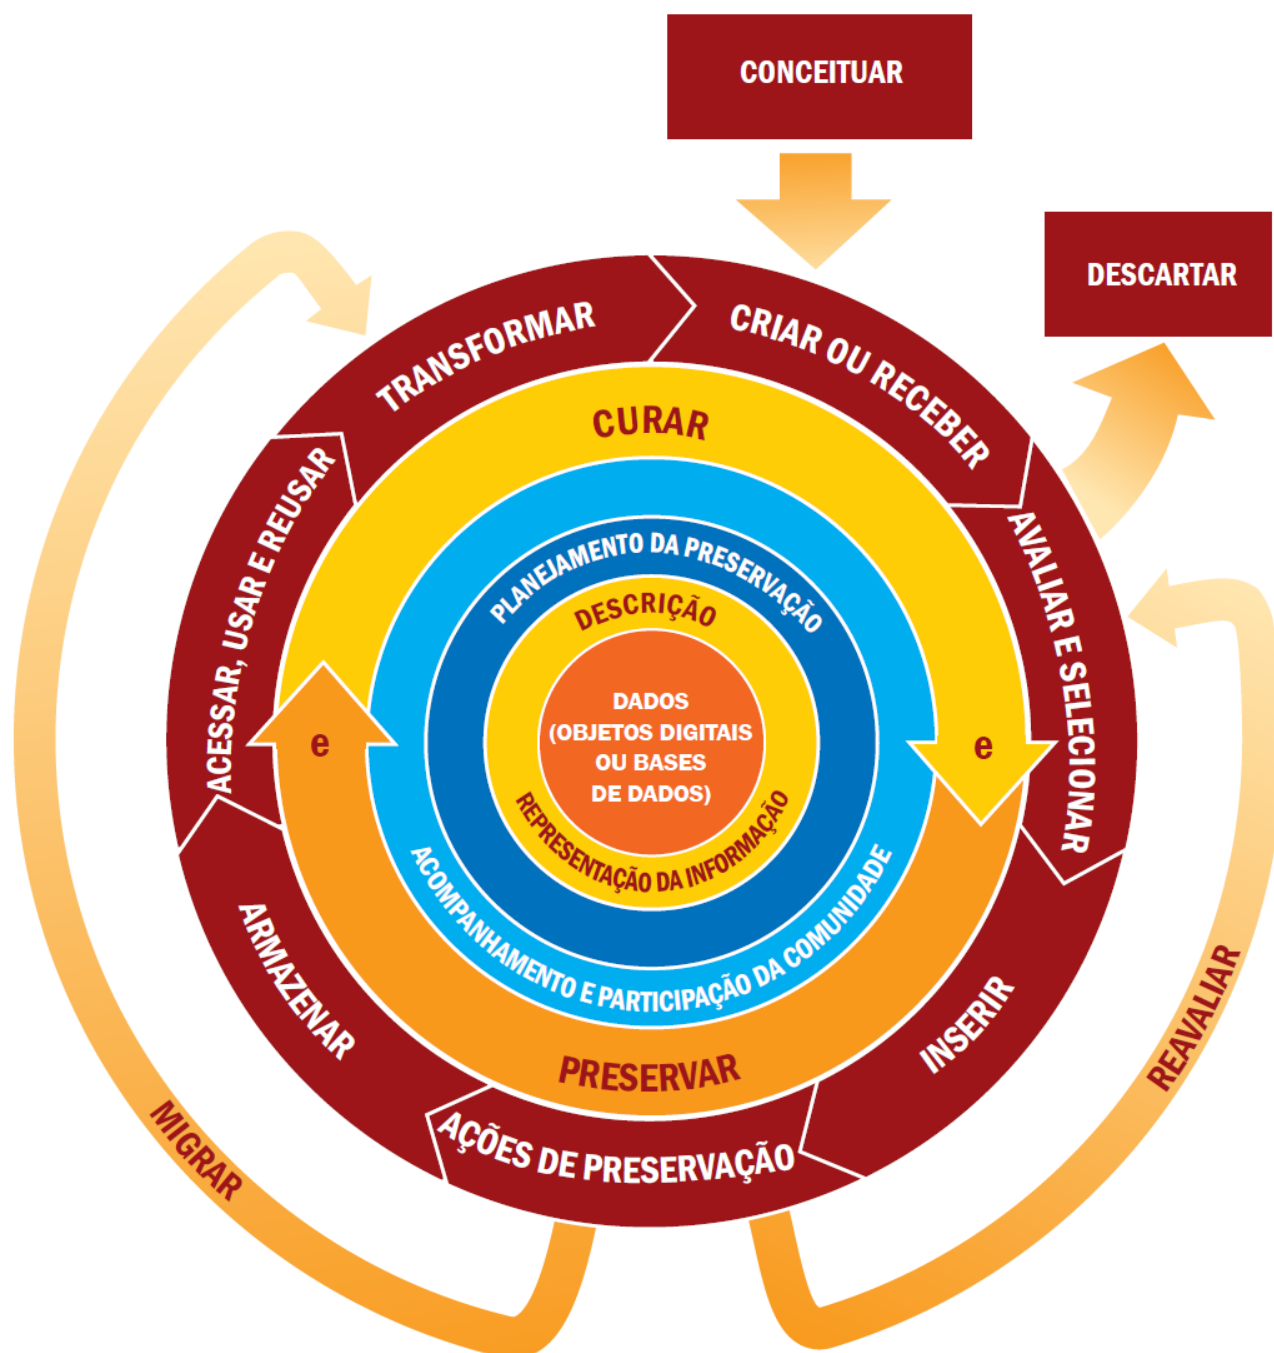 CONCEITUAR
DESCARTAR
TRANSFORMAR
CRIAR OU RECEBER
CURAR
ACESSAR, USAR E REUSAR
AVALIAR E SELECIONAR
PLANEJAMENTO DA PRESERVAÇÃO
DESCRIÇÃO
DADOS
(OBJETOS DIGITAIS
OU BASES
DE DADOS)
e
e
REPRESENTAÇÃO DA INFORMAÇÃO
ACOMPANHAMENTO E PARTICIPAÇÃO DA COMUNIDADE
ARMAZENAR
INSERIR
REAVALIAR
PRESERVAR
MIGRAR
AÇÕES DE PRESERVAÇÃO